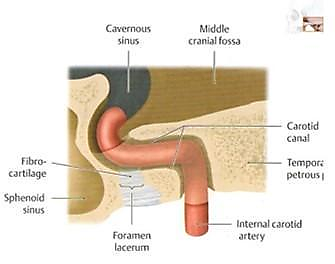 Cavernous
sinus
Middle
cranial fossa
Carotid
canal
Fibro-
cartilage
Tempora
petrous
Sphenoid
sinus
Internal carotid
artery
Foramen
lacerum